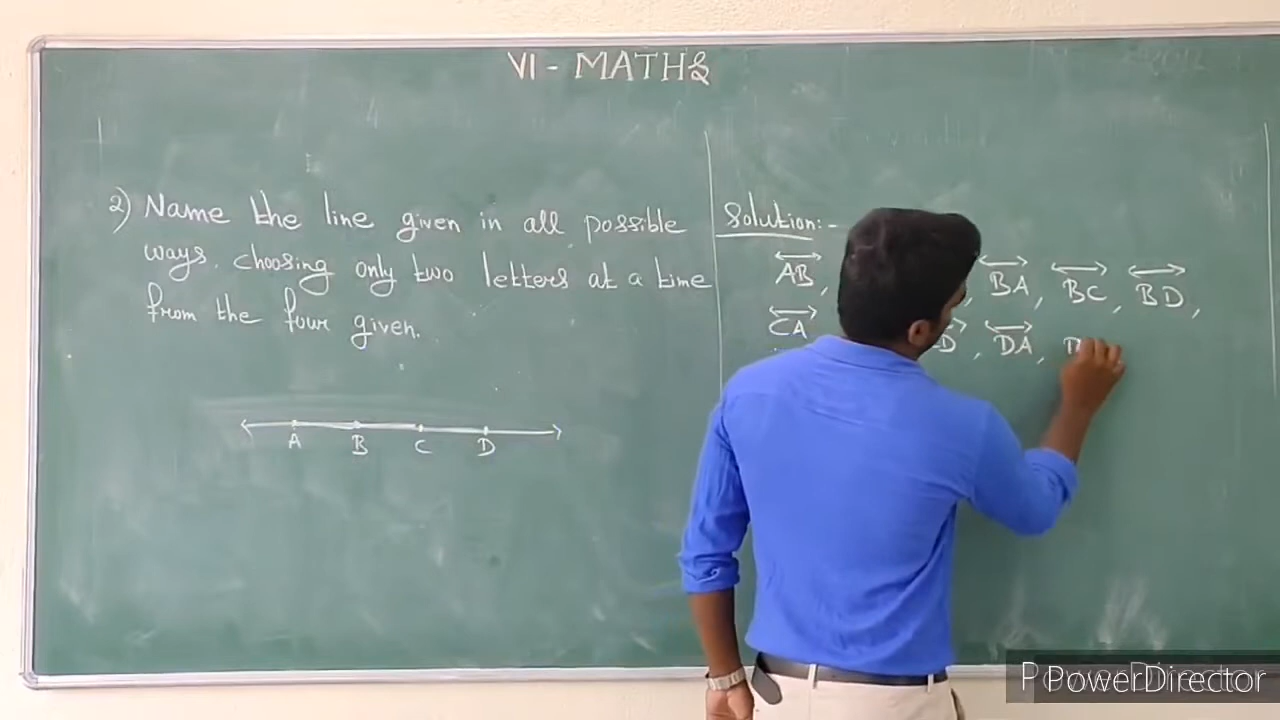 VI - MATHS
2) Name the line given in all possible
ways, choosing only two letters at a time
from the four given.
A B C D
Solution:-
AB, , BA, BC, BD,
CA D, DA, D
PowerDirector